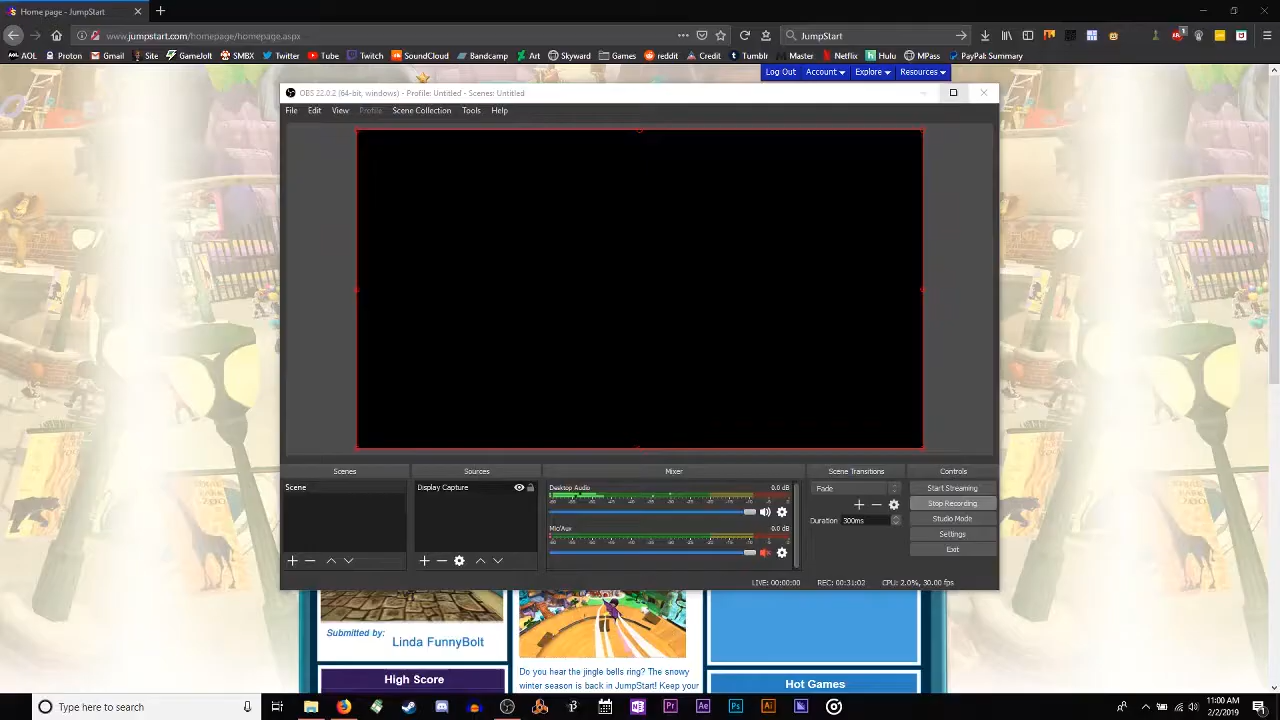 Home page - JumpStart
www.jumpstart.com/homepage/homepage.aspx
JumpStart
AOL Proton Gmail Site GameJolt SMBX Twitter Tube Twitch SoundCloud Bandcamp Art Skyward Games reddit Credit Tumblr Master Netflix Hulu MPass PayPak Summary
Log Out Account Explore Resources
OBS 22.0.2 (64-bit, windows) - Profile: Untitled - Scenes: Untitled
File Edit View Profile Scene Collection Tools Help
Scenes Sources Mixer Scene Transitions Controls
Scene
Display Capture
Desktop Audio 0.0 dB
Mic/Aux 0.0 dB
Fade
Duration 300ms
Start Streaming
Stop Recording
Studio Mode
Settings
Exit
LIVE: 00:00:00 REC: 00:31:02 CPU: 2.0%, 30.00 fps
Submitted by:
Linda FunnyBolt
High Score
Do you hear the jingle bells ring? The snowy
winter season is back in JumpStart! Keep your
Hot Games
Type here to search
11:00 AM
2/2/2019